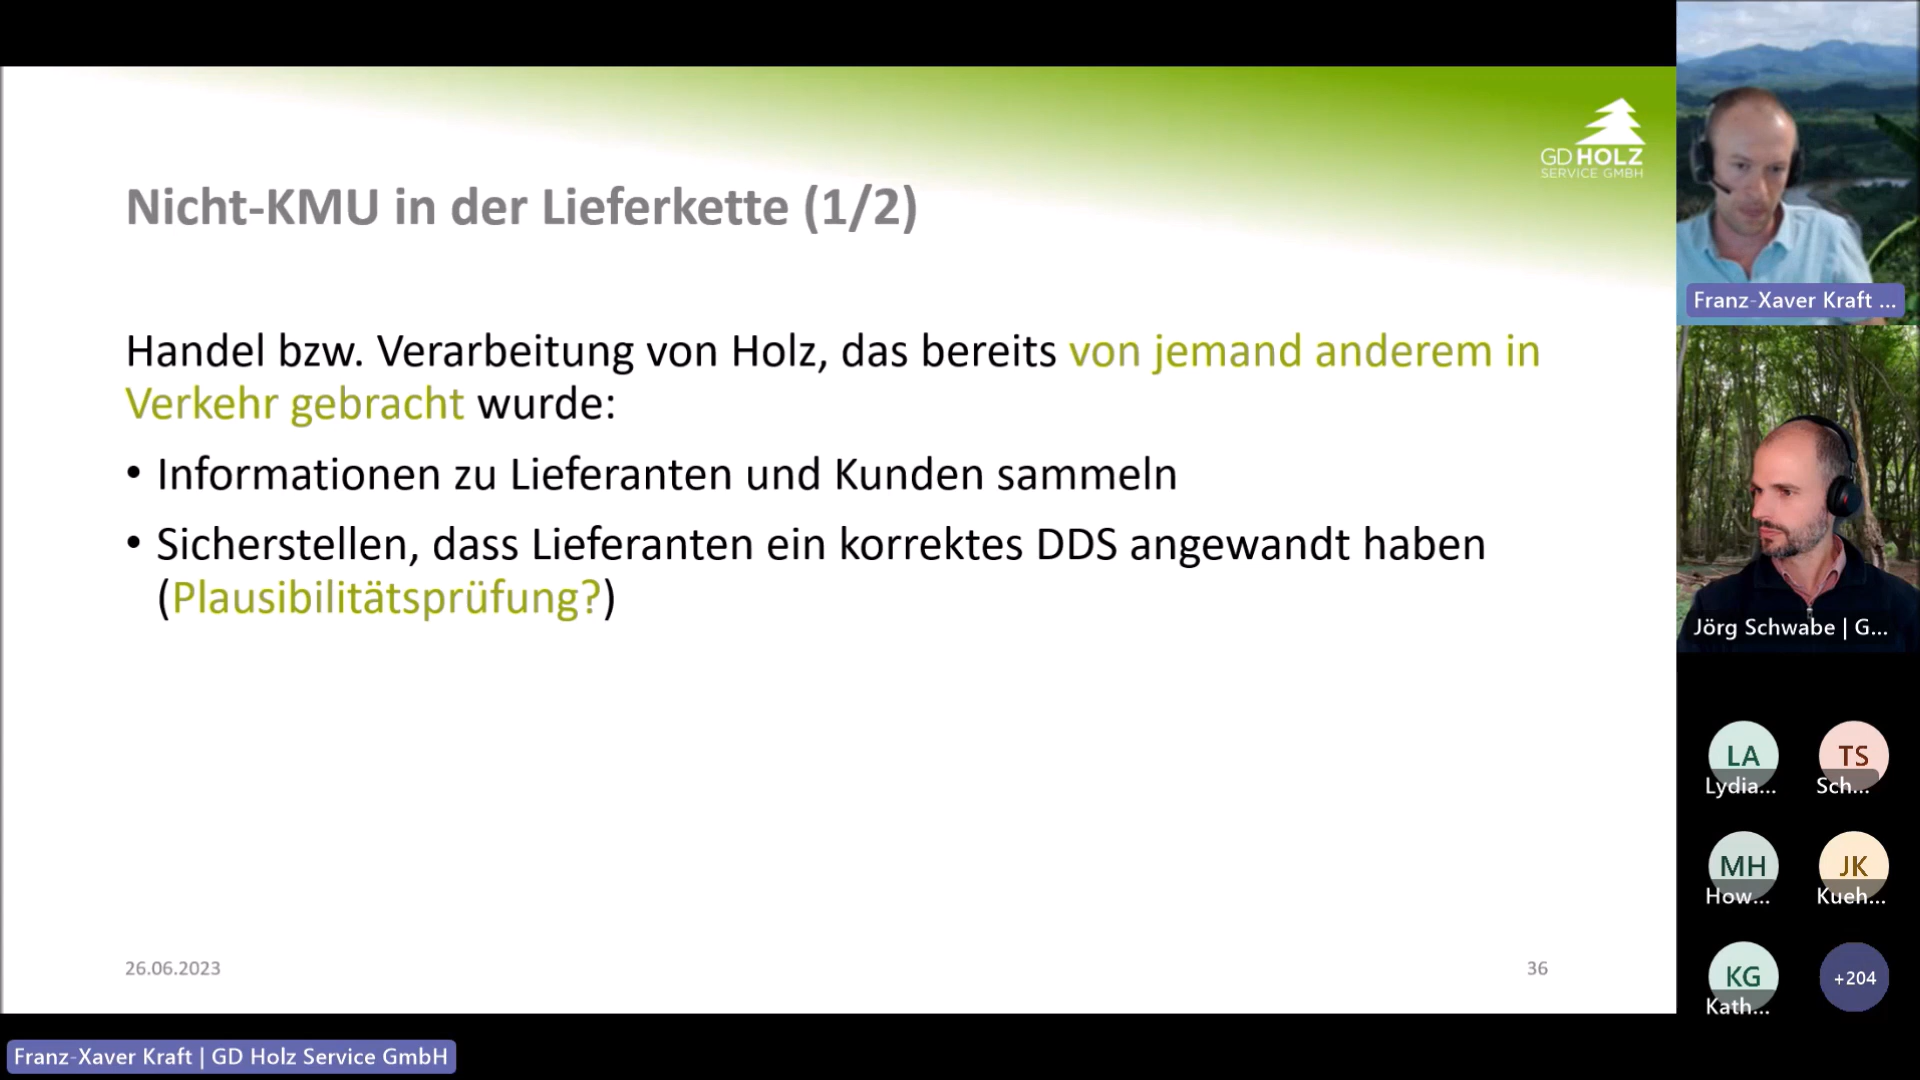 GD HOLZ
SERVICE GMBH
Nicht-KMU in der Lieferkette (1/2)
Handel bzw. Verarbeitung von Holz, das bereits von jemand anderem in
Verkehr gebracht wurde:
• Informationen zu Lieferanten und Kunden sammeln
• Sicherstellen, dass Lieferanten ein korrektes DDS angewandt haben
(Plausibilitätsprüfung?)
26.06.2023
36
Franz-Xaver Kraft | GD Holz Service GmbH
Franz-Xaver Kraft ...
Jörg Schwabe | G...
LA
Lydia...
TS
Sch...
MH
How...
JK
Kueh...
KG
Kath...
+204